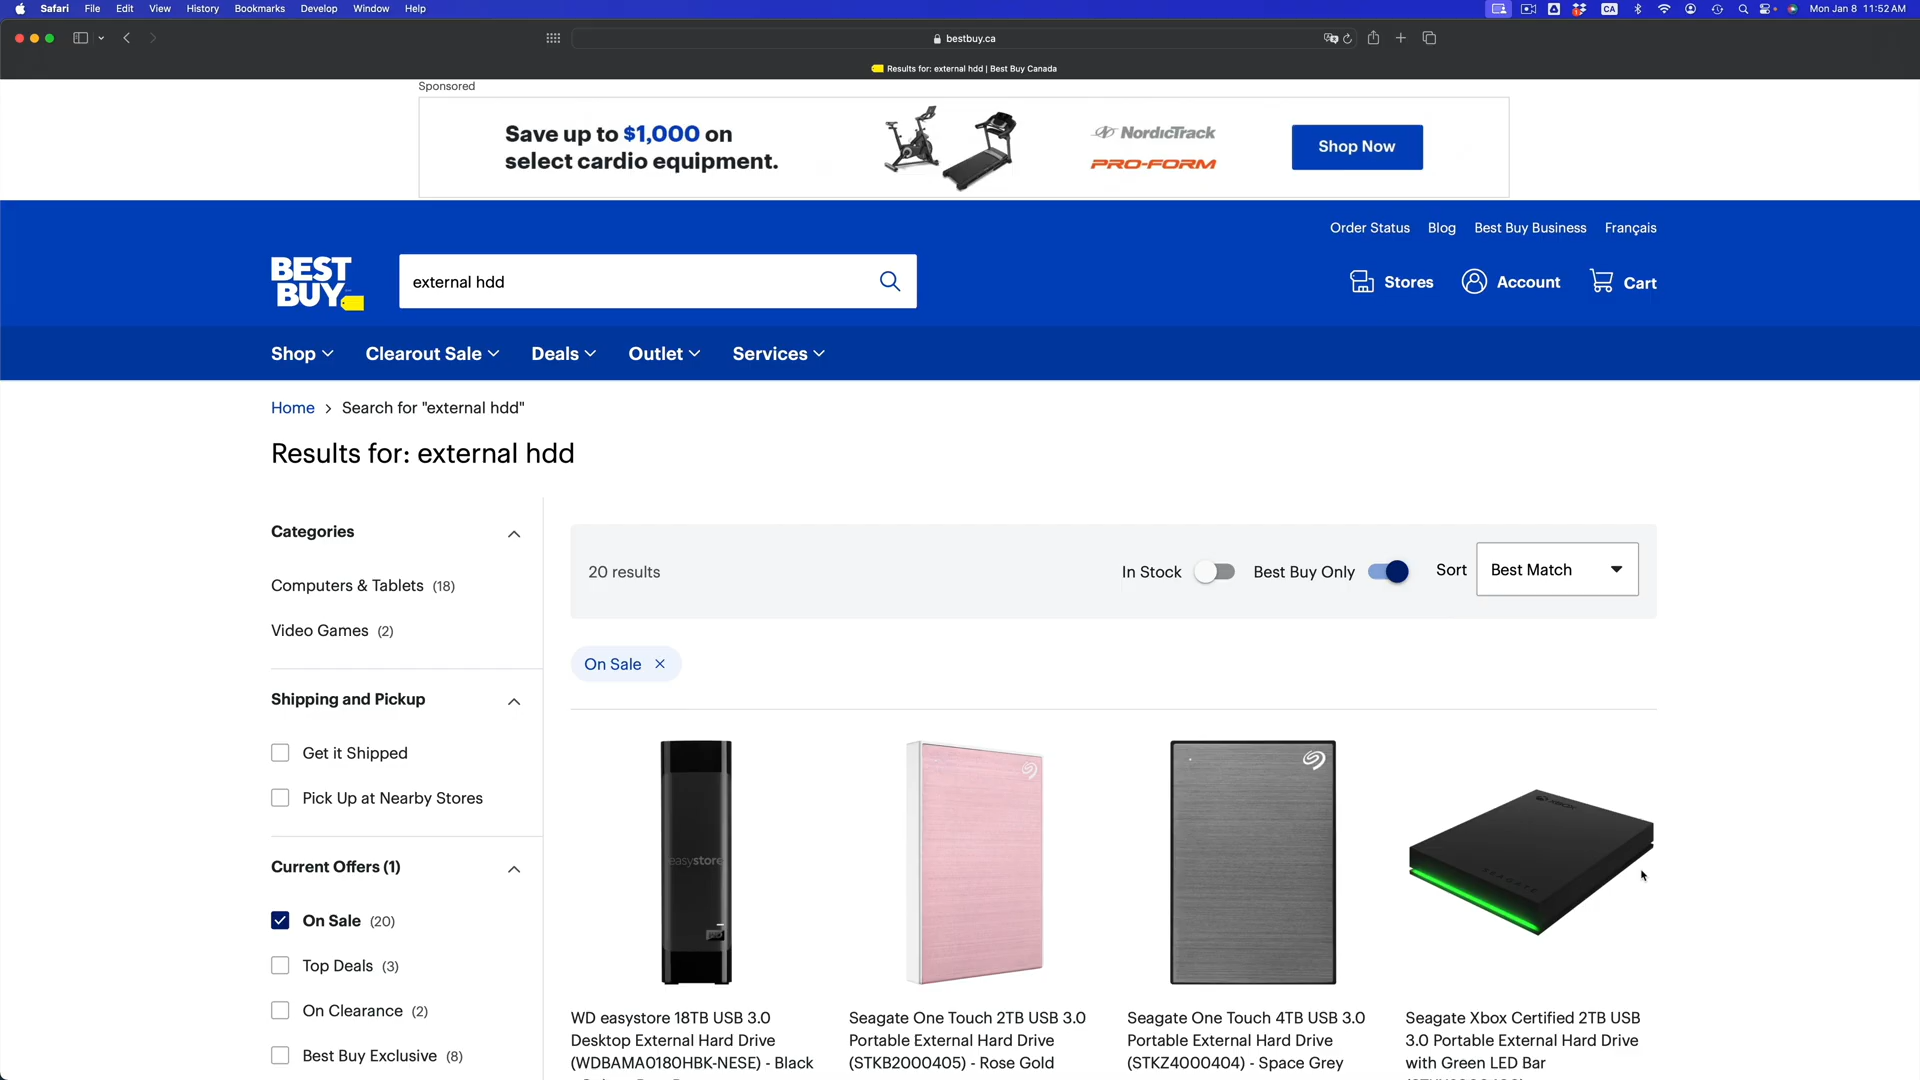 Safari File Edit View History Bookmarks Develop Window Help
CA
Mon Jan 8 11:52 AM
bestbuy.ca
Results for: external hdd | Best Buy Canada
Sponsored
Save up to $1,000 on
select cardio equipment.
NordicTrack
PRO-FORM
Shop Now
Order Status Blog Best Buy Business Français
BEST
BUY
external hdd
Stores Account Cart
Shop Clearout Sale Deals Outlet Services
Home › Search for "external hdd"
Results for: external hdd
Categories
Computers & Tablets (18)
Video Games (2)
Shipping and Pickup
Get it Shipped
Pick Up at Nearby Stores
Current Offers (1)
On Sale (20)
Top Deals (3)
On Clearance (2)
Best Buy Exclusive (8)
20 results
In Stock Best Buy Only Sort Best Match
On Sale ×
easystore
XBOX
SEAGATE
WD easystore 18TB USB 3.0
Desktop External Hard Drive
(WDBAMA0180HBK-NESE) - Black
Seagate One Touch 2TB USB 3.0
Portable External Hard Drive
(STKB2000405) - Rose Gold
Seagate One Touch 4TB USB 3.0
Portable External Hard Drive
(STKZ4000404) - Space Grey
Seagate Xbox Certified 2TB USB
3.0 Portable External Hard Drive
with Green LED Bar